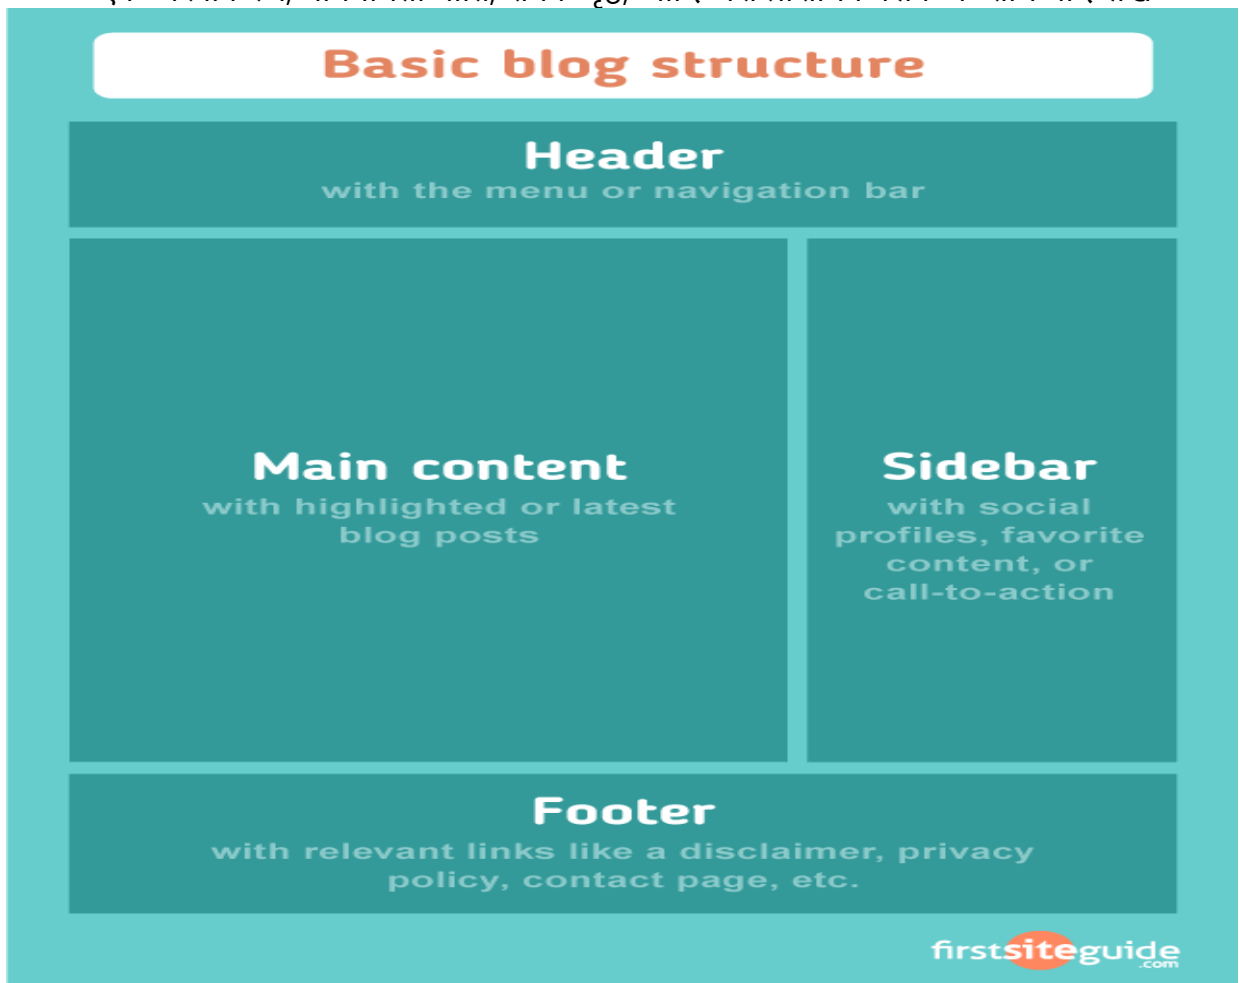 Basic blog structure
Header
with the menu or navigation bar
Main content
with highlighted or latest
blog posts
Sidebar
with social
profiles, favorite
content, or
call-to-action
Footer
with relevant links like a disclaimer, privacy
policy, contact page, etc.
firstsiteguide
.com